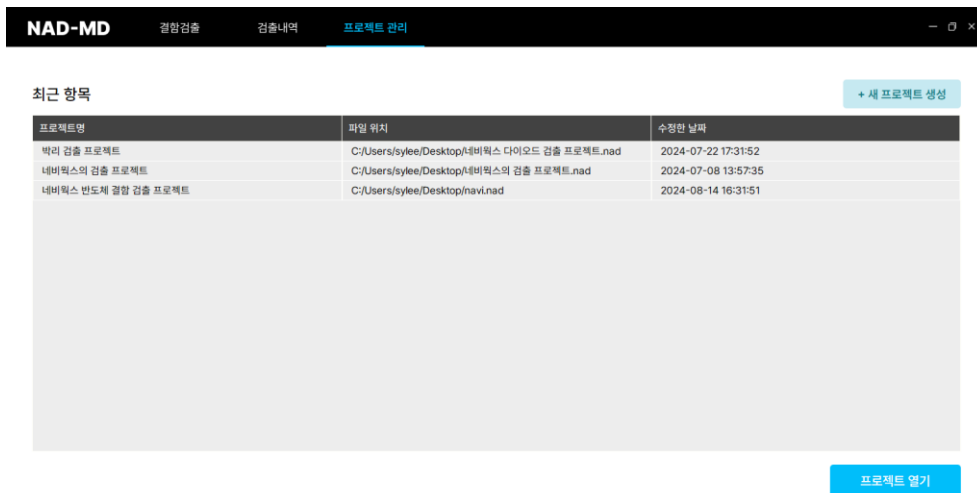 NAD-MD 결함검출 검출내역 프로젝트 관리
최근 항목 + 새 프로젝트 생성
프로젝트명 파일 위치 수정한 날짜
박리 검출 프로젝트 C:/Users/sylee/Desktop/네비웍스 다이오드 검출 프로젝트.nad 2024-07-22 17:31:52
네비웍스의 검출 프로젝트 C:/Users/sylee/Desktop/네비웍스의 검출 프로젝트.nad 2024-07-08 13:57:35
네비웍스 반도체 결함 검출 프로젝트 C:/Users/sylee/Desktop/navi.nad 2024-08-14 16:31:51
프로젝트 열기